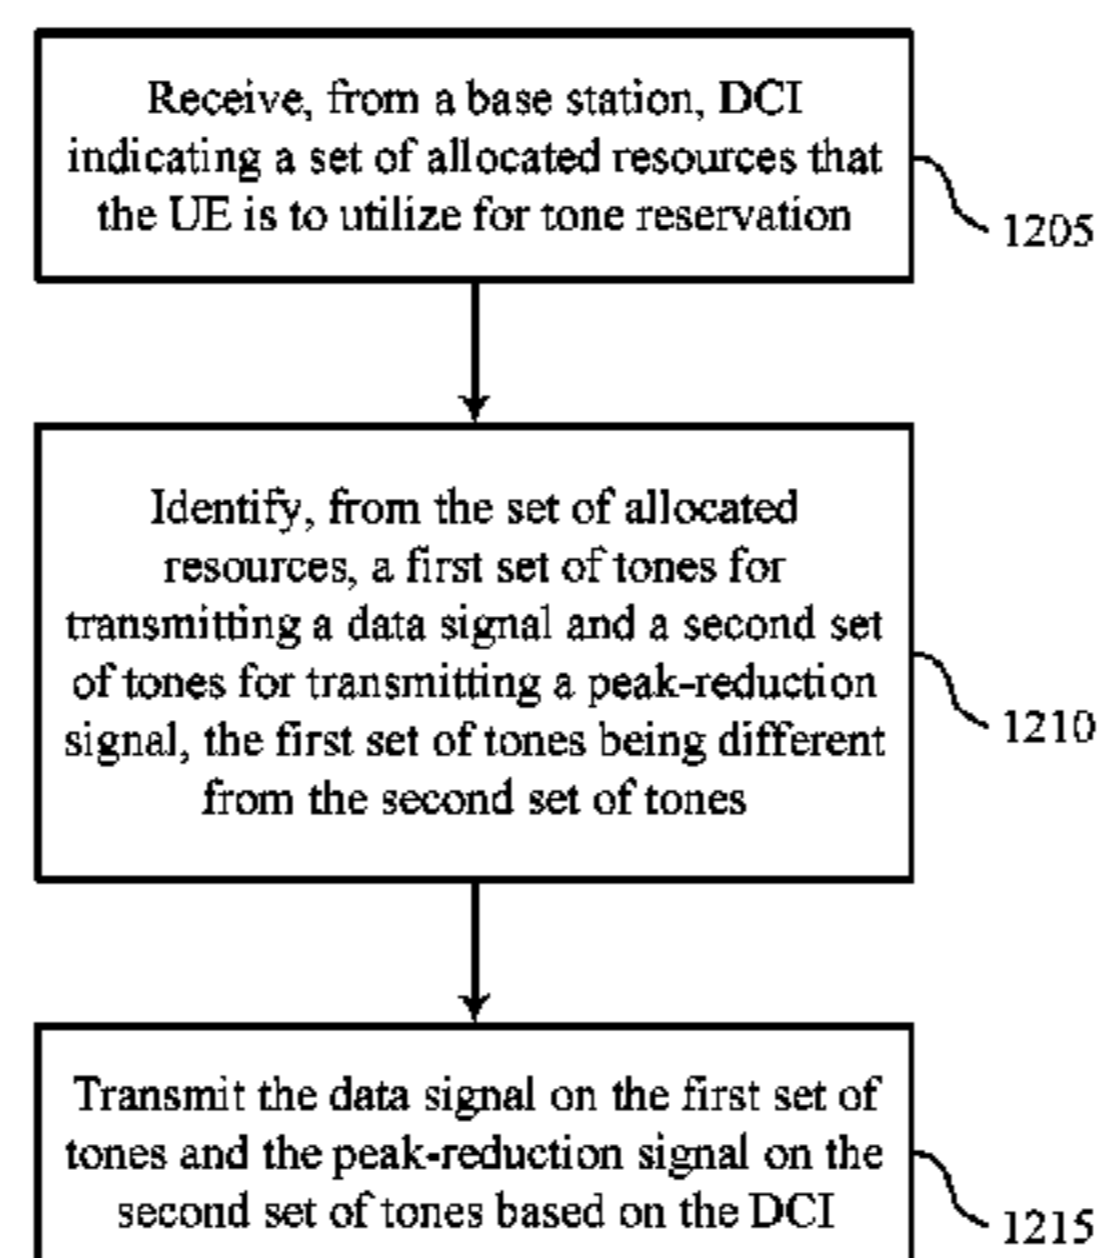 Receive, from a base station, DCI
indicating a set of allocated resources that
the UE is to utilize for tone reservation
1205
Identify, from the set of allocated
resources, a first set of tones for
transmitting a data signal and a second set
of tones for transmitting a peak-reduction
signal, the first set of tones being different
from the second set of tones
1210
Transmit the data signal on the first set of
tones and the peak-reduction signal on the
second set of tones based on the DCI
1215